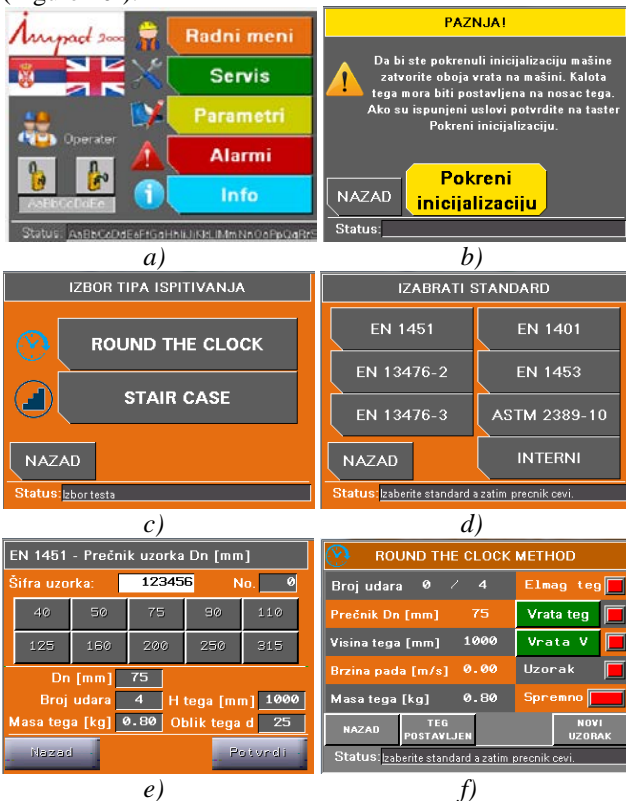 Impact 2000
Radni meni
Servis
Parametri
Operater
Alarmi
AaBbCcDdEe
Info
Status: AaBbCcDdEeFfGgHhIiJjKkLlMmNnOoPpQqRrS
a)
PAZNJA!
Da bi ste pokrenuli inicijalizaciju mašine
zatvorite oboja vrata na mašini. Kalota
tega mora biti postavljena na nosac tega.
Ako su ispunjeni uslovi potvrdite na taster
Pokreni inicijalizaciju.
NAZAD
Pokreni
inicijalizaciju
Status:
b)
IZBOR TIPA ISPITIVANJA
ROUND THE CLOCK
STAIR CASE
NAZAD
Status: Izbor testa
c)
IZABRATI STANDARD
EN 1451 EN 1401
EN 13476-2 EN 1453
EN 13476-3 ASTM 2389-10
NAZAD INTERNI
Status: Izaberite standard a zatim precnik cevi.
d)
EN 1451 - Prečnik uzorka Dn [mm]
Šifra uzorka: 123456 No. 0
40 50 75 90 110
125 160 200 250 315
Dn [mm] 75
Broj udara 4 H tega [mm] 1000
Masa tega [kg] 0.80 Oblik tega d 25
Nazad Potvrdi
e)
ROUND THE CLOCK METHOD
Broj udara 0 / 4 Elmag teg
Prečnik Dn [mm] 75 Vrata teg
Visina tega [mm] 1000 Vrata V
Brzina pada [m/s] 0.00 Uzorak
Masa tega [kg] 0.80 Spremno
NAZAD TEG POSTAVLJEN NOVI UZORAK
Status: Izaberite standard a zatim precnik cevi.
f)